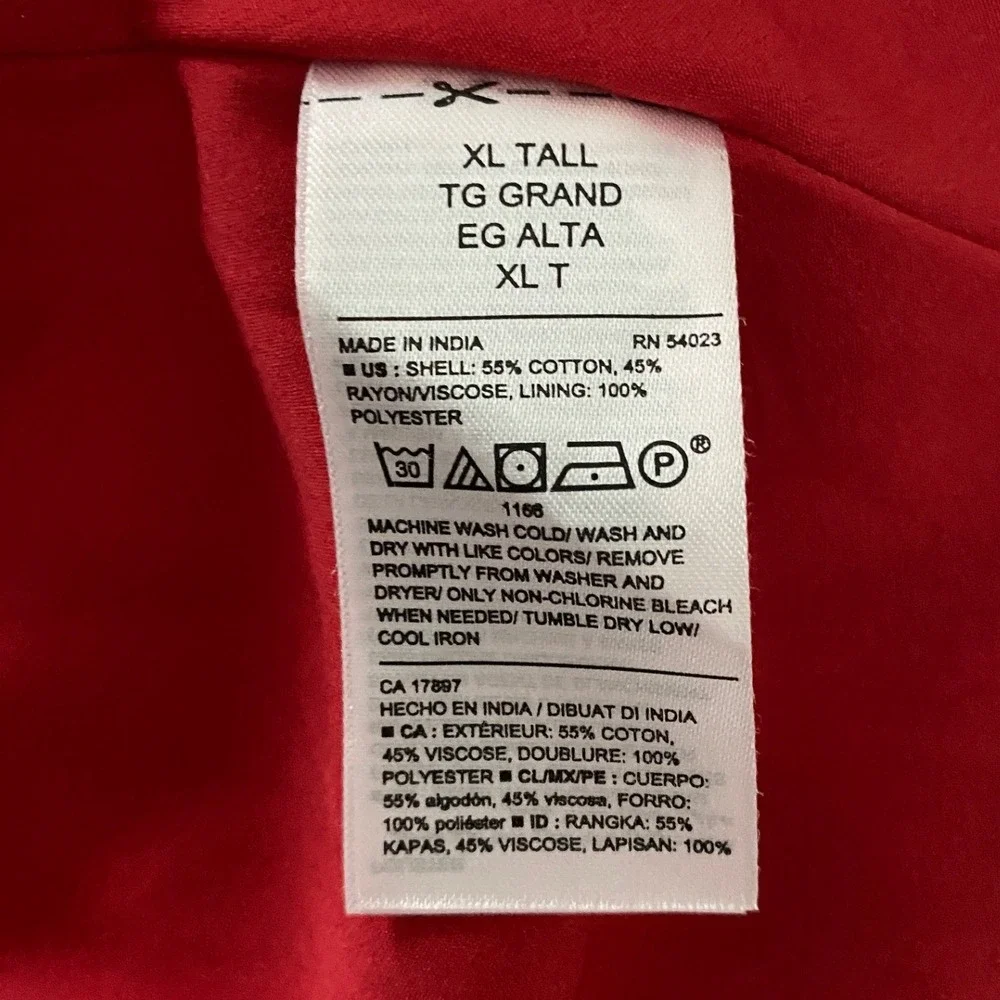 XL TALL
TG GRAND
EG ALTA
XL T
MADE IN INDIA RN 54023
■ US : SHELL: 55% COTTON, 45%
RAYON/VISCOSE, LINING: 100%
POLYESTER
30 P ®
1166
MACHINE WASH COLD/ WASH AND
DRY WITH LIKE COLORS/ REMOVE
PROMPTLY FROM WASHER AND
DRYER/ ONLY NON-CHLORINE BLEACH
WHEN NEEDED/ TUMBLE DRY LOW/
COOL IRON
CA 17897
HECHO EN INDIA / DIBUAT DI INDIA
■ CA : EXTÉRIEUR: 55% COTON,
45% VISCOSE, DOUBLURE: 100%
POLYESTER ■ CL/MX/PE : CUERPO:
55% algodón, 45% viscosa, FORRO:
100% poliéster ■ ID : RANGKA: 55%
KAPAS, 45% VISCOSE, LAPISAN: 100%